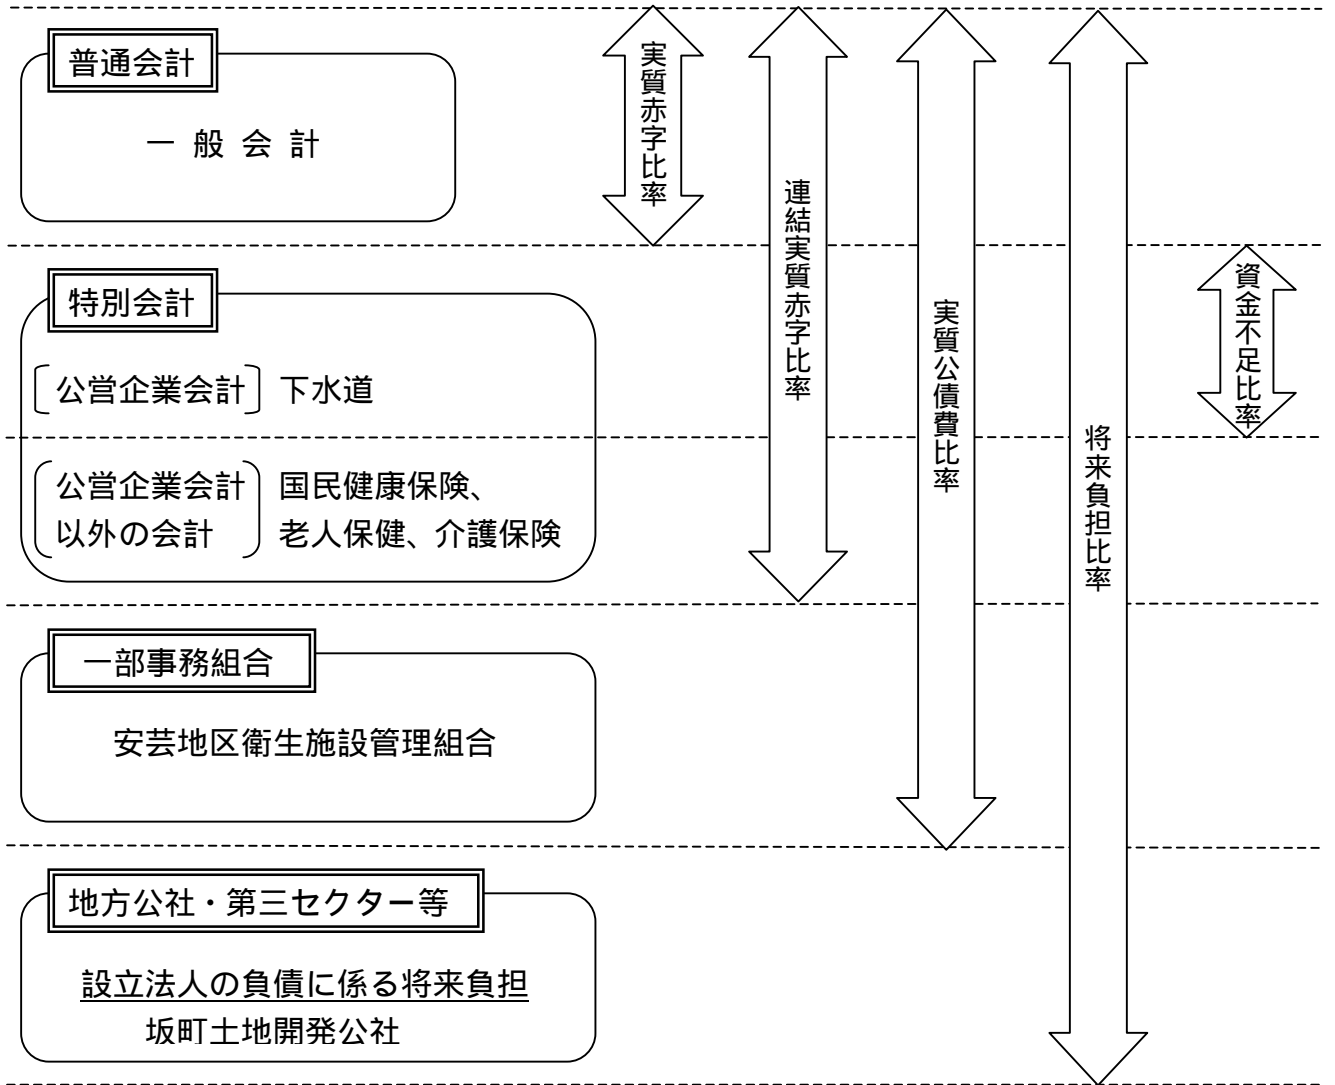 普通会計
一 般 会 計
特別会計
公営企業会計 下水道
公営企業会計 国民健康保険、
以外の会計 老人保健、介護保険
一部事務組合
安芸地区衛生施設管理組合
地方公社・第三セクター等
設立法人の負債に係る将来負担
坂町土地開発公社
実質赤字比率
連結実質赤字比率
実質公債費比率
将来負担比率
資金不足比率